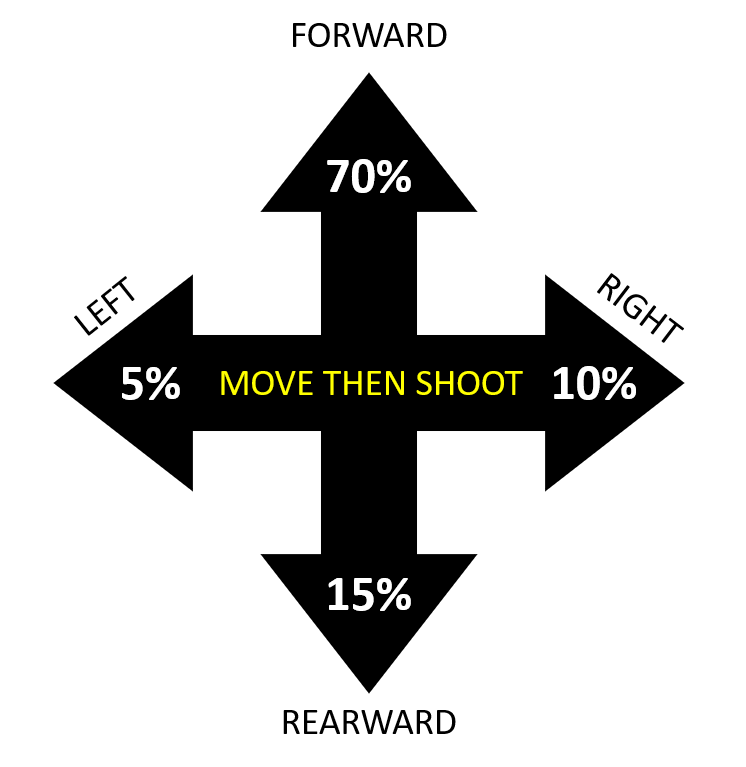 FORWARD
70%
LEFT
RIGHT
5%
MOVE THEN SHOOT
10%
15%
REARWARD